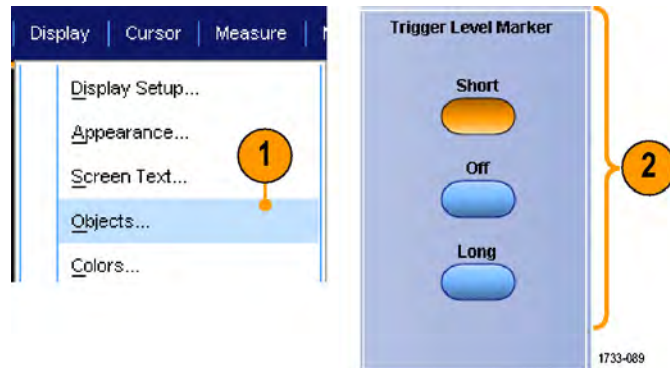 Display | Cursor | Measure |
Display Setup...
Appearance...
Screen Text...
Objects...
Colors...
1
Trigger Level Marker
Short
Off
Long
2
1733-089